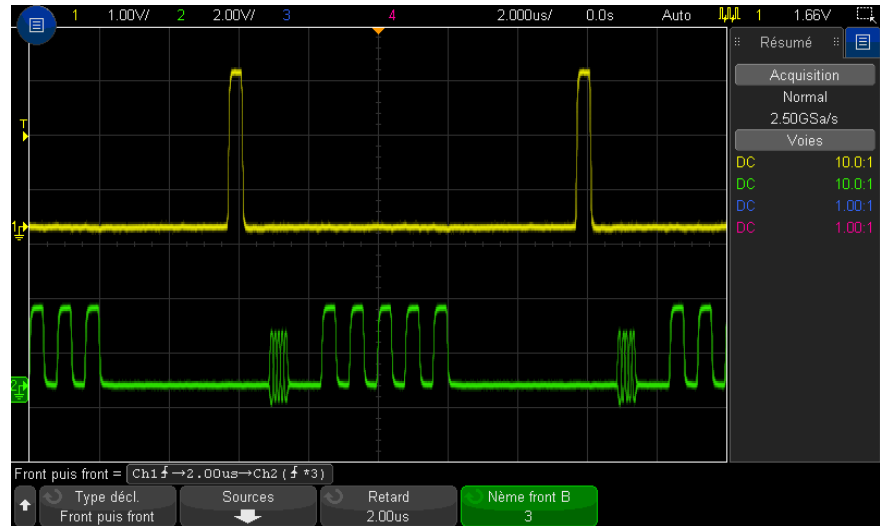 1 1.00V/ 2 2.00V/ 3 4 2.000us/ 0.0s Auto 1 1.66V
Résumé
Acquisition
Normal
2.50GSa/s
Voies
DC 10.0:1
DC 10.0:1
DC 1.00:1
DC 1.00:1
T
1
2
Front puis front = Ch1↑→2.00us→Ch2(↑*3)
Type décl. Sources Retard Nème front B
Front puis front 2.00us 3